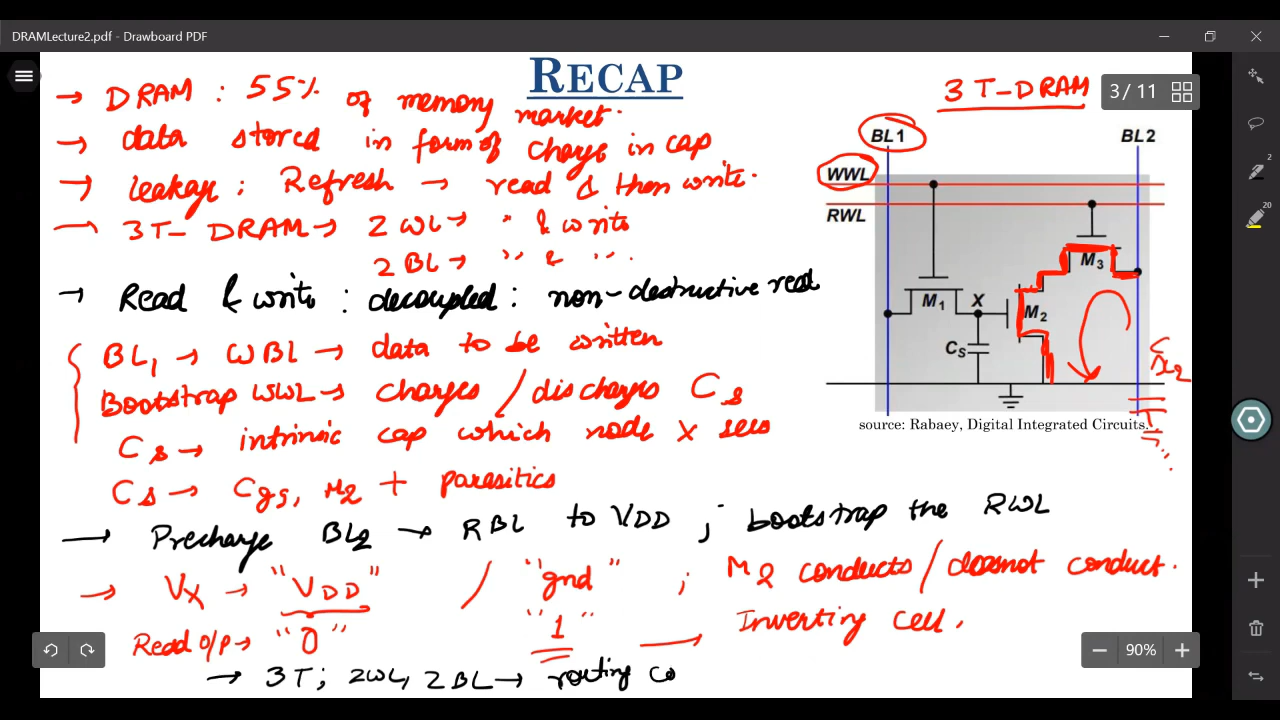 DRAMLecture2.pdf - Drawboard PDF
RECAP
→ DRAM : 55% of memory market.
→ data stored in form of charge in cap
→ leakage : Refresh → read & then write.
→ 3T- DRAM → 2 WL → " & write
2 BL → " & " .
→ Read & write : decoupled : non-destructive read
BL1 → WBL → data to be written
Bootstrap WWL → charges / discharges Cs
Cs → intrinsic cap which node X sees
Cs → Cgs, M2 + parasitics
→ Precharge BL2 → RBL to VDD ; bootstrap the RWL
→ VX → "VDD" / "gnd" ; M2 conducts / doesnot conduct.
Read o/p → "0" "1" → Inverting cell.
→ 3T ; 2WL, 2BL → routing co
3 T-DRAM
3 / 11
BL1
BL2
WWL
RWL
M3
M1
X
M2
CS
source: Rabaey, Digital Integrated Circuits.
2
20
90%